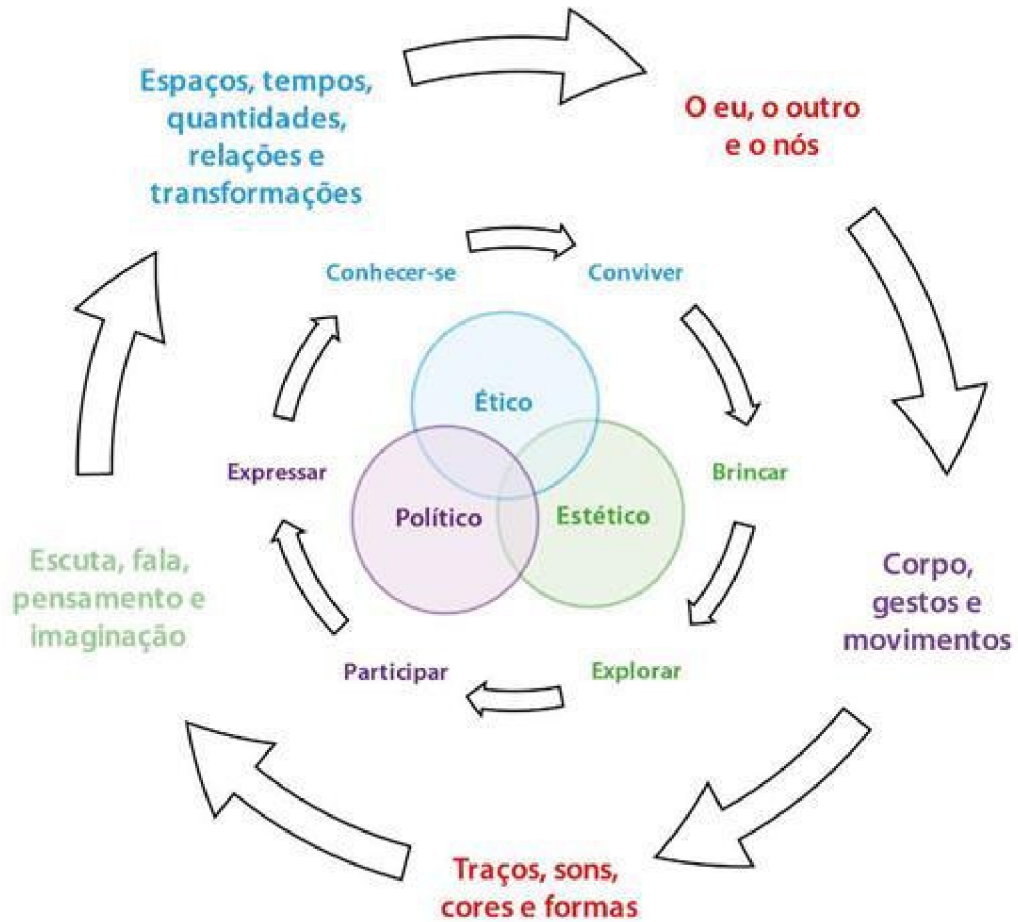 Espaços, tempos,
quantidades,
relações e
transformações
O eu, o outro
e o nós
Conhecer-se
Conviver
Ético
Expressar
Brincar
Político
Estético
Escuta, fala,
pensamento e
imaginação
Corpo,
gestos e
movimentos
Participar
Explorar
Traços, sons,
cores e formas